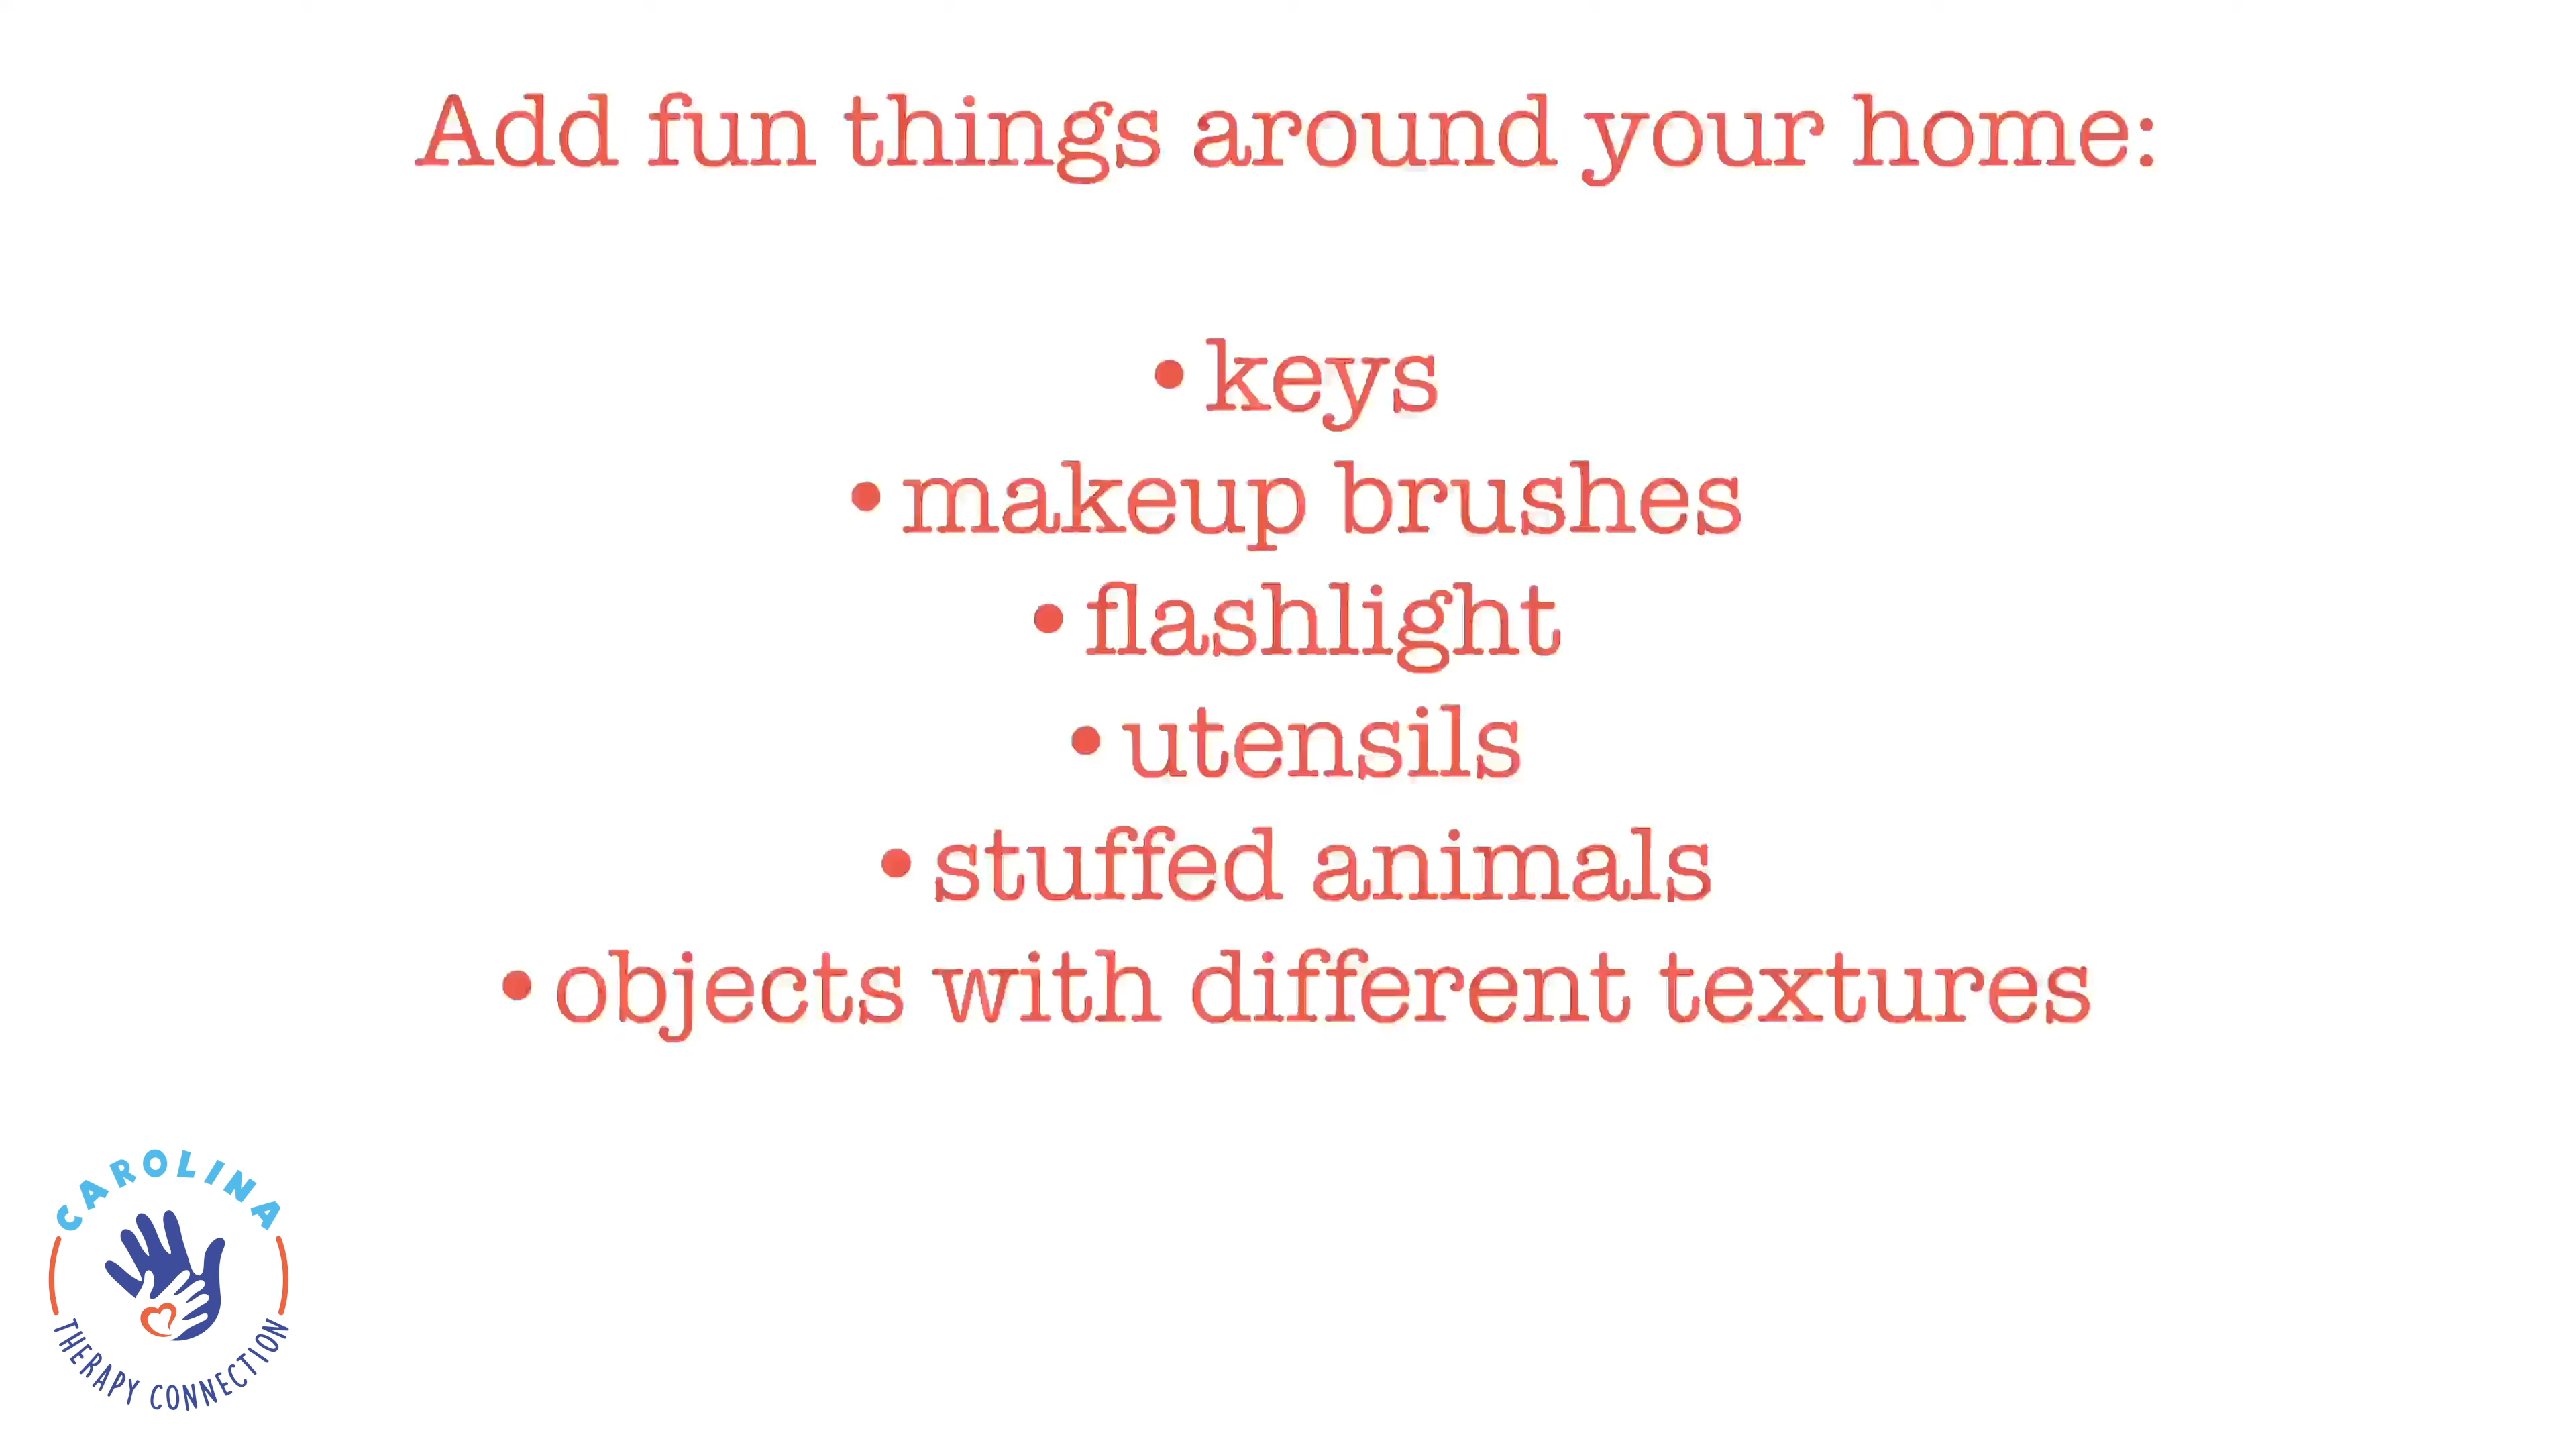 Add fun things around your home:
• keys
• makeup brushes
• flashlight
• utensils
• stuffed animals
• objects with different textures
CAROLINA
THERAPY CONNECTION